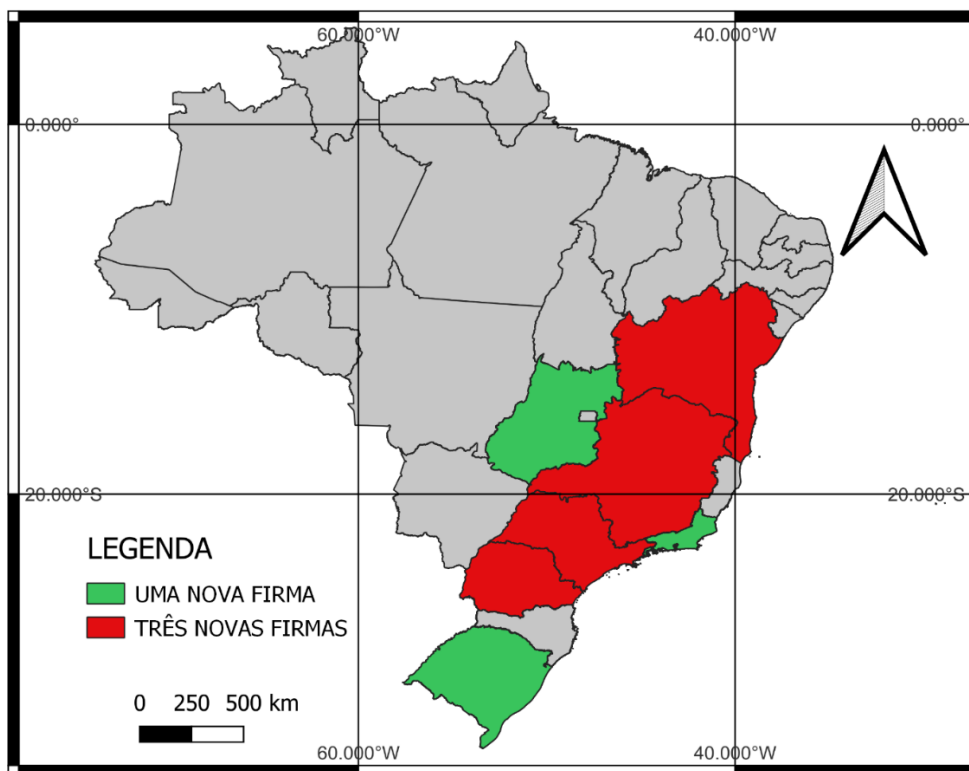 60.000°W 40.000°W
0.000° 0.000°
20.000°S 20.000°S
LEGENDA
UMA NOVA FIRMA
TRÊS NOVAS FIRMAS
0 250 500 km
60.000°W 40.000°W